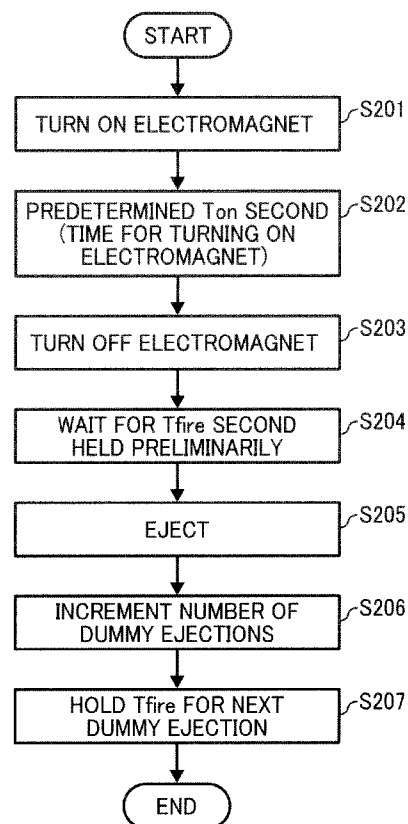 START
TURN ON ELECTROMAGNET
S201
PREDETERMINED Ton SECOND
(TIME FOR TURNING ON
ELECTROMAGNET)
S202
TURN OFF ELECTROMAGNET
S203
WAIT FOR Tfire SECOND
HELD PRELIMINARILY
S204
EJECT
S205
INCREMENT NUMBER OF
DUMMY EJECTIONS
S206
HOLD Tfire FOR NEXT
DUMMY EJECTION
S207
END